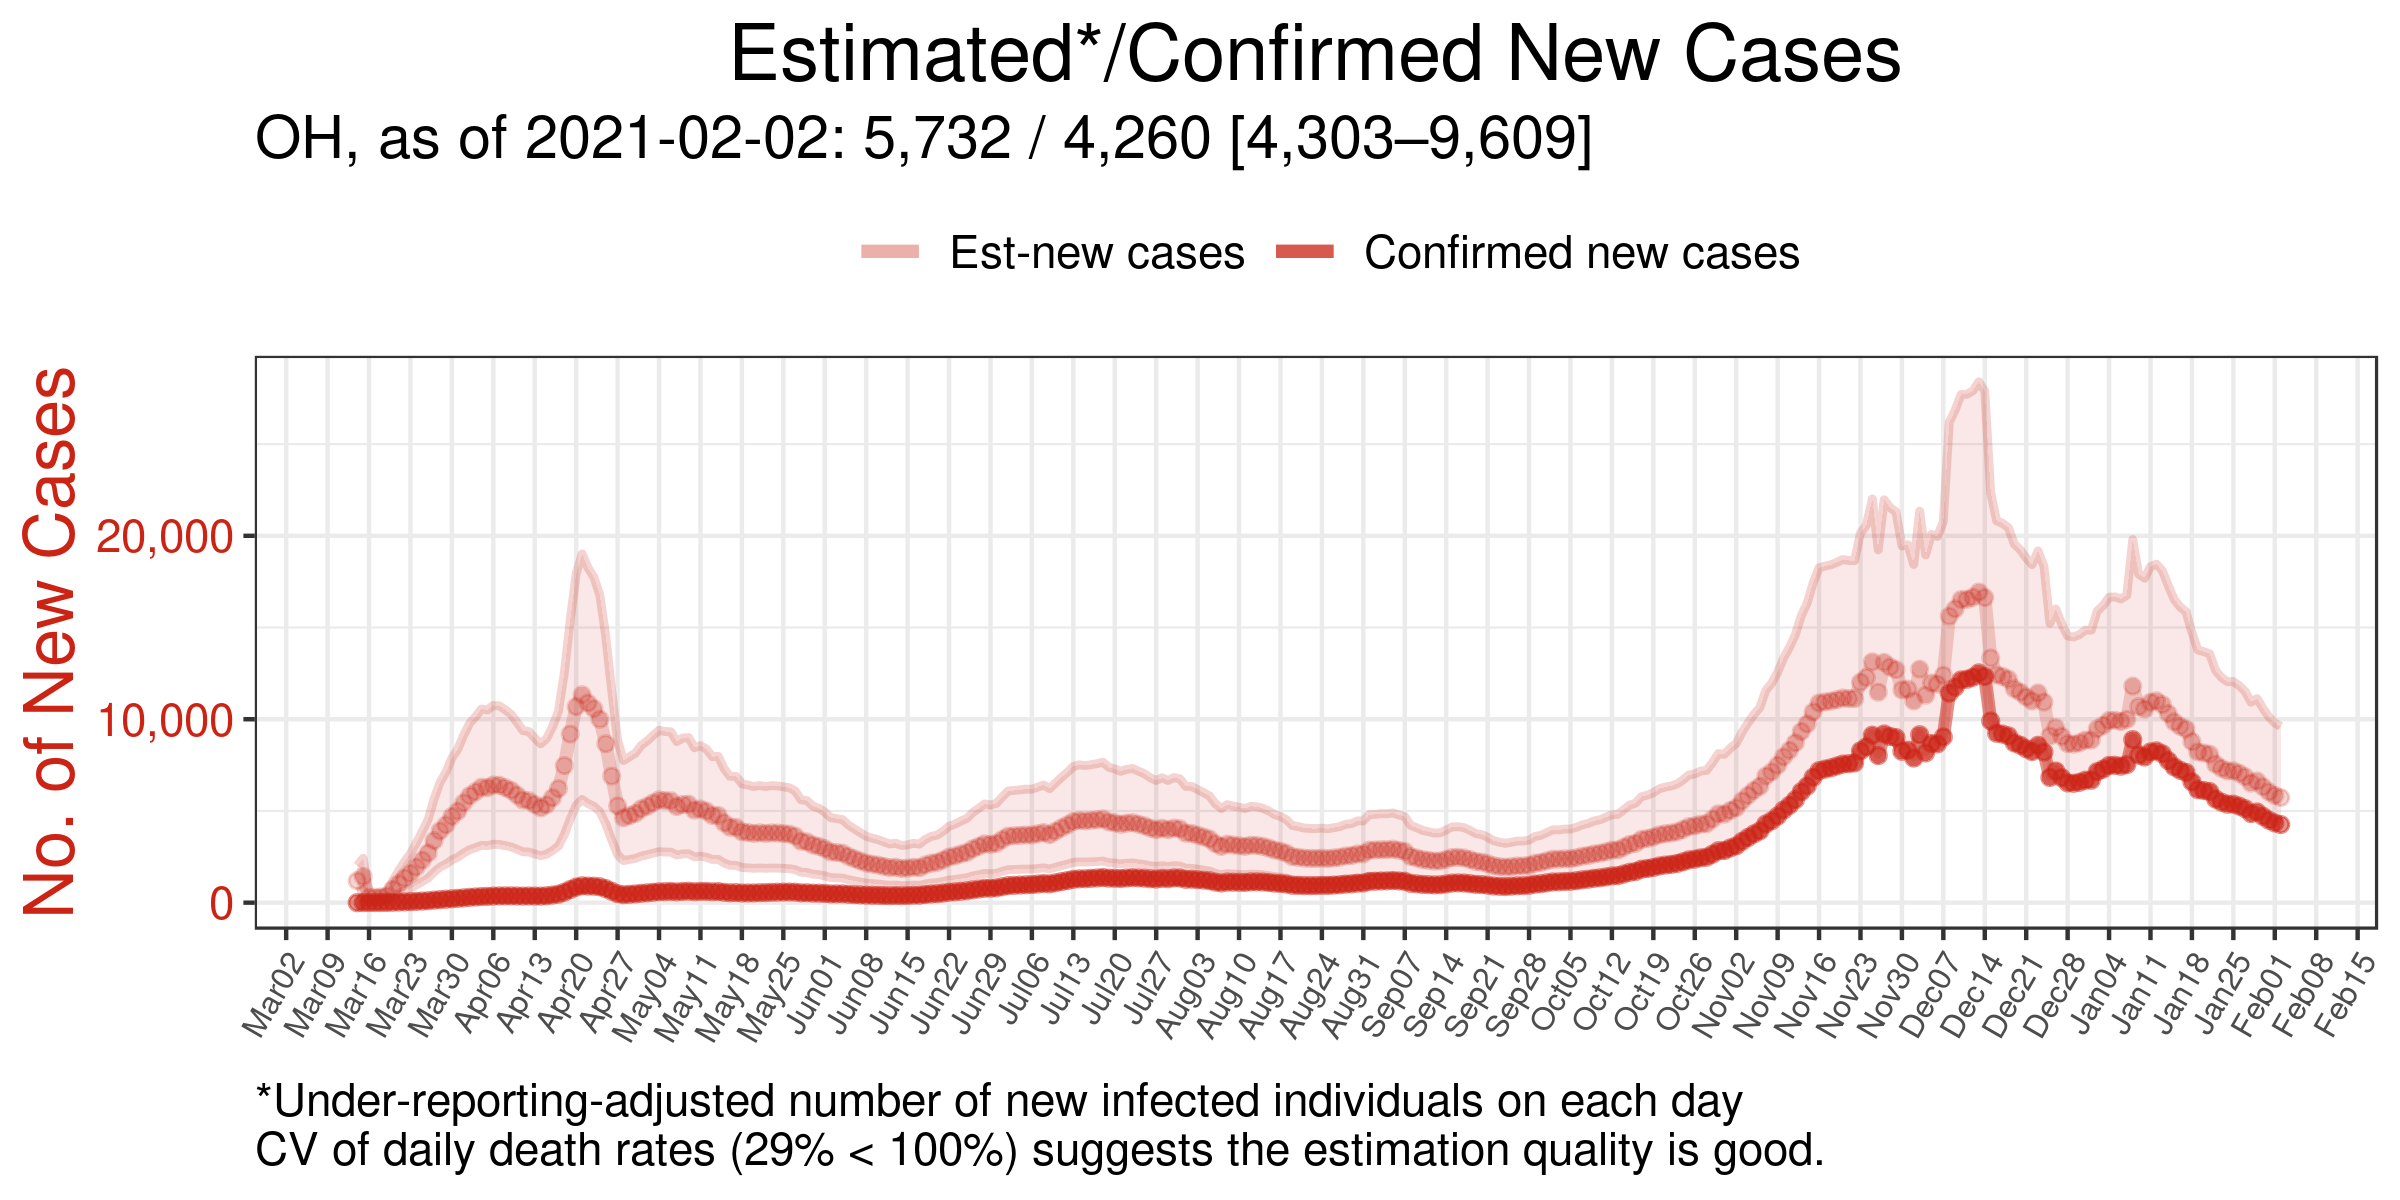 Estimated*/Confirmed New Cases
OH, as of 2021-02-02: 5,732 / 4,260 [4,303–9,609]
Est-new cases
Confirmed new cases
No. of New Cases
20,000
10,000
0
Mar02
Mar09
Mar16
Mar23
Mar30
Apr06
Apr13
Apr20
Apr27
May04
May11
May18
May25
Jun01
Jun08
Jun15
Jun22
Jun29
Jul06
Jul13
Jul20
Jul27
Aug03
Aug10
Aug17
Aug24
Aug31
Sep07
Sep14
Sep21
Sep28
Oct05
Oct12
Oct19
Oct26
Nov02
Nov09
Nov16
Nov23
Nov30
Dec07
Dec14
Dec21
Dec28
Jan04
Jan11
Jan18
Jan25
Feb01
Feb08
Feb15
*Under-reporting-adjusted number of new infected individuals on each day
CV of daily death rates (29% < 100%) suggests the estimation quality is good.